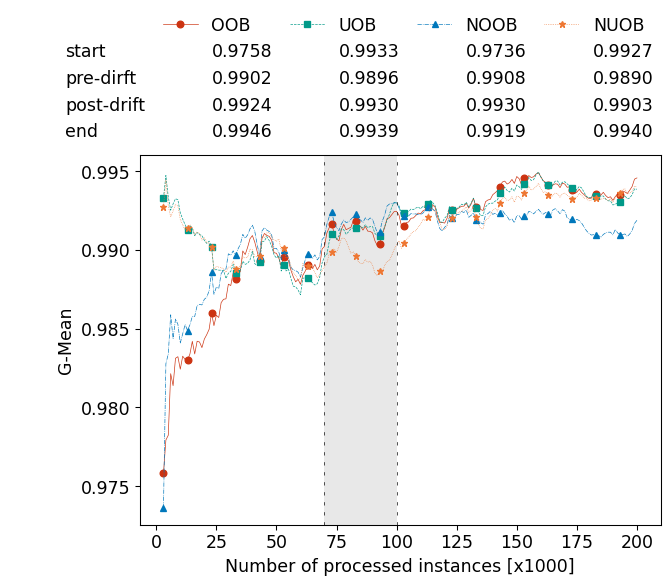 OOB UOB NOOB NUOB
start 0.9758 0.9933 0.9736 0.9927
pre-dirft 0.9902 0.9896 0.9908 0.9890
post-drift 0.9924 0.9930 0.9930 0.9903
end 0.9946 0.9939 0.9919 0.9940
0.995
0.990
0.985
0.980
0.975
G-Mean
0 25 50 75 100 125 150 175 200
Number of processed instances [x1000]